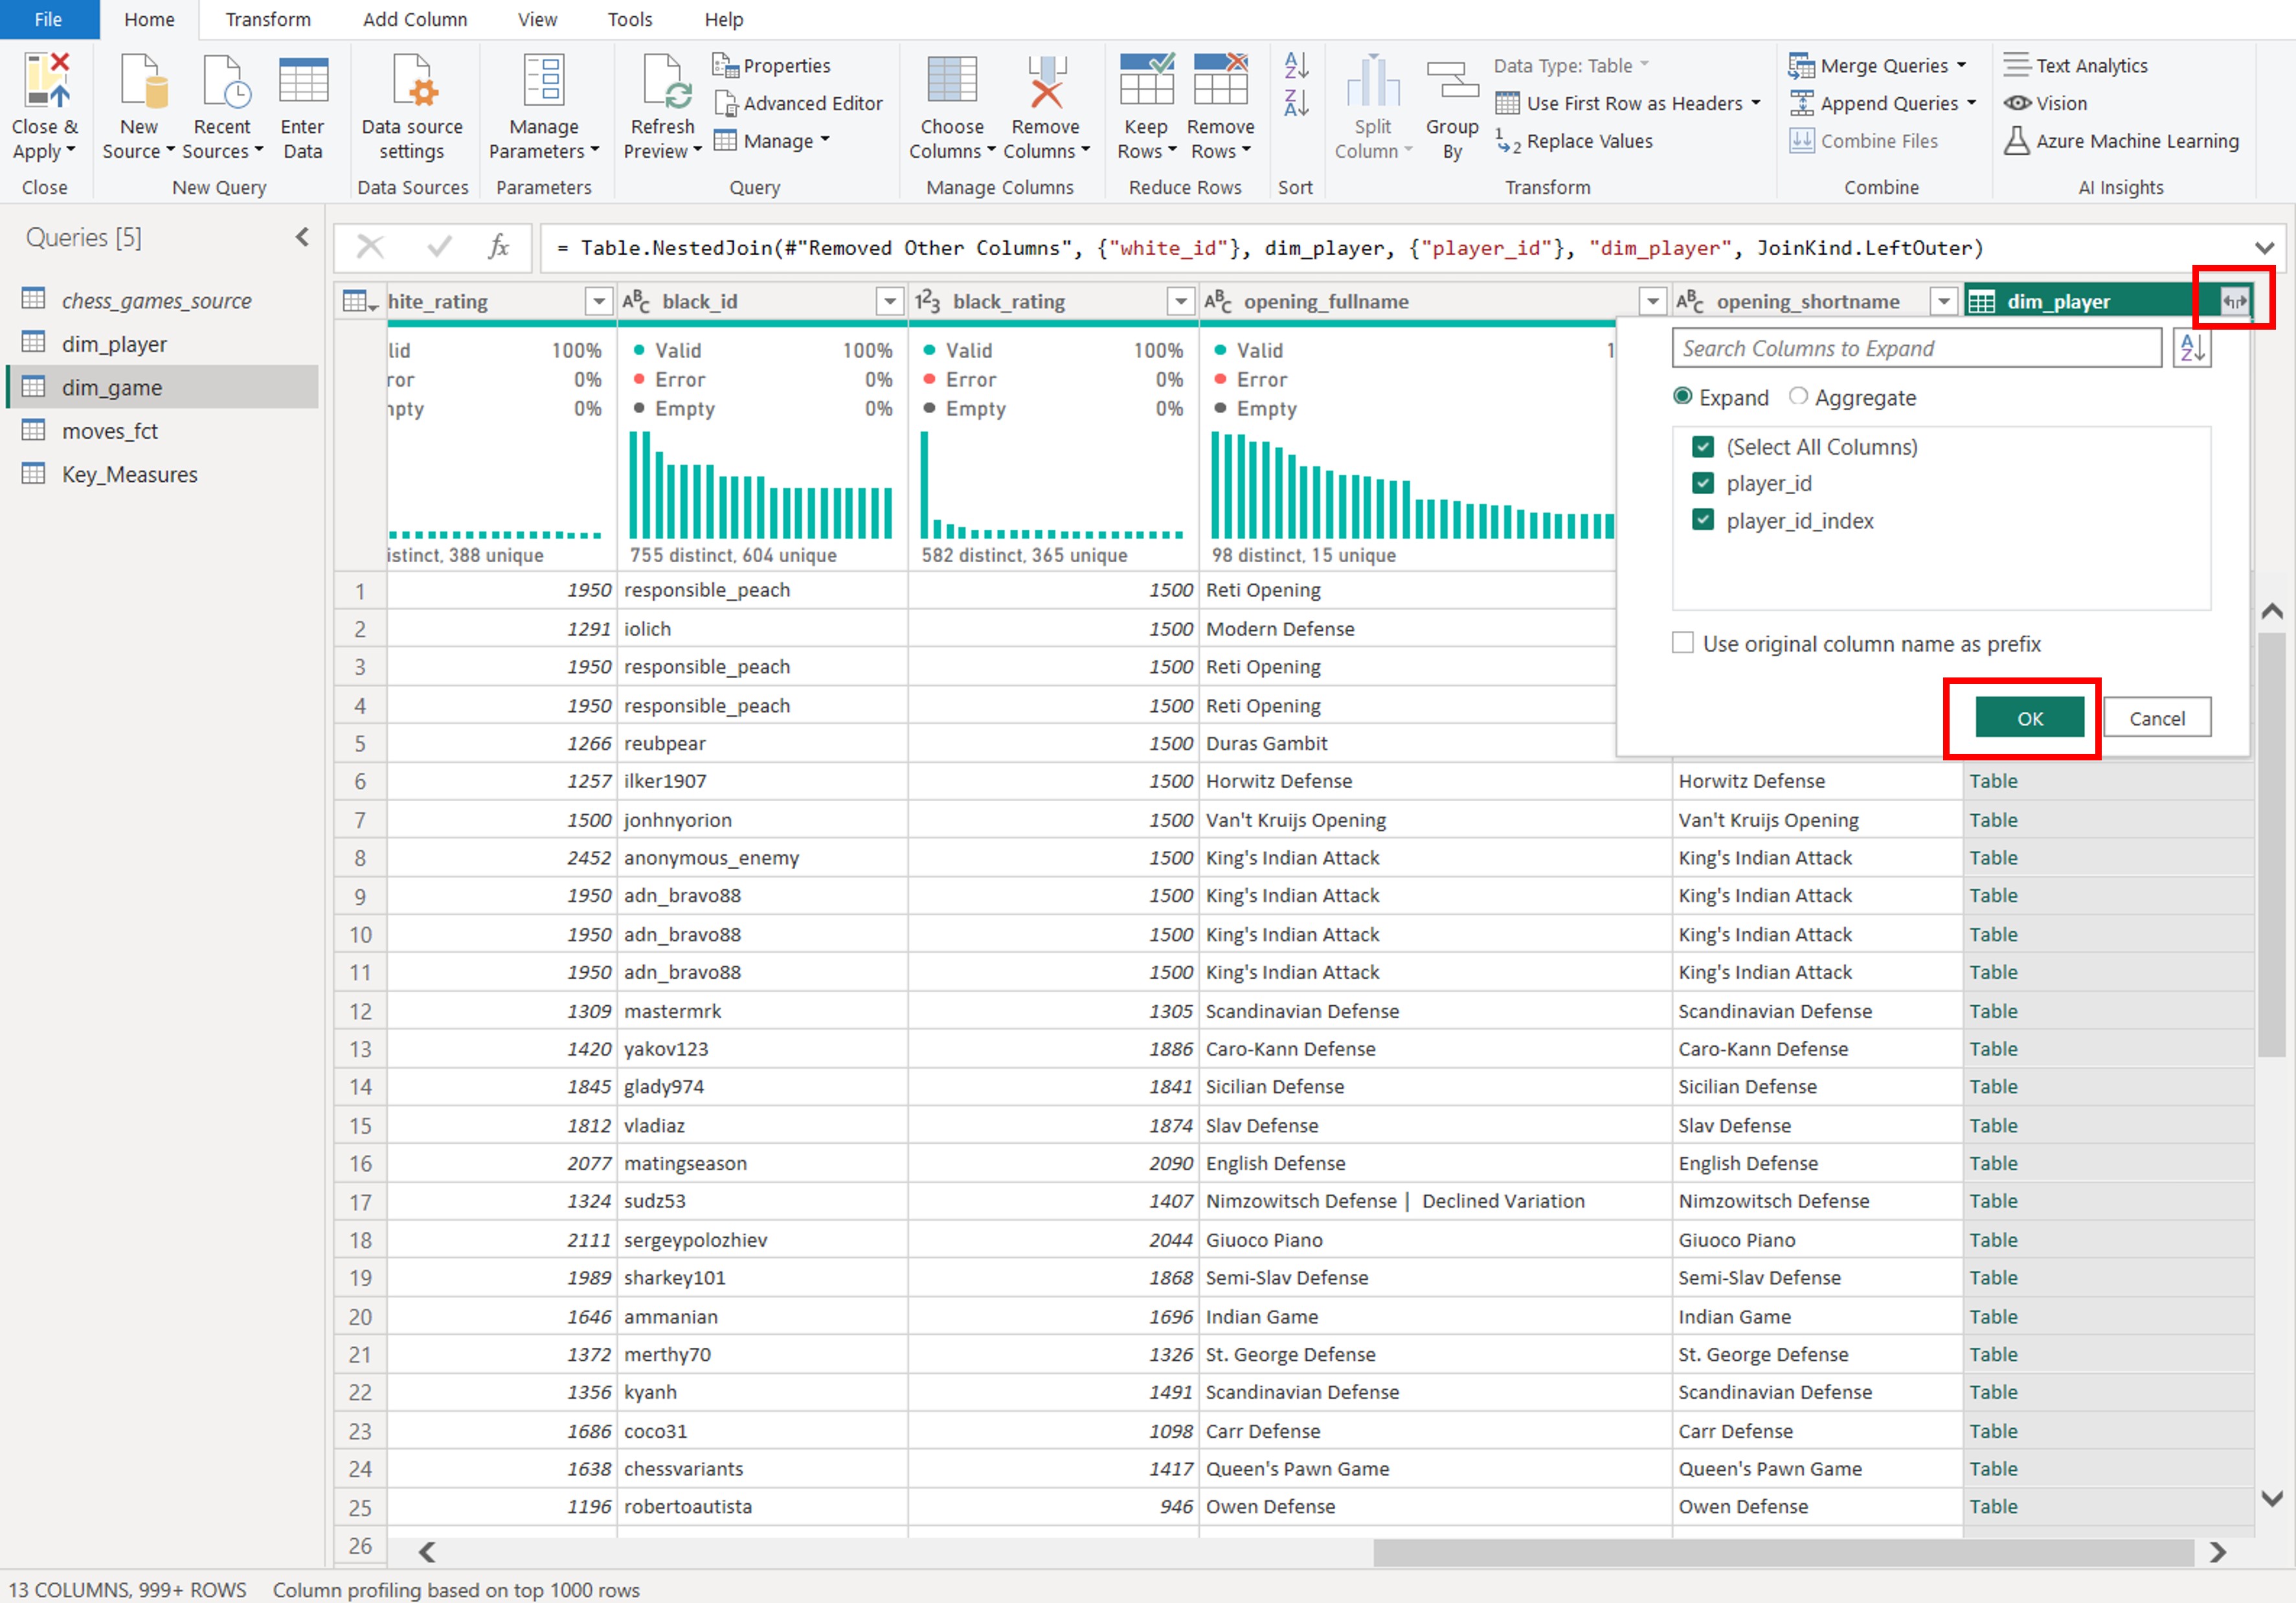 File Home Transform Add Column View Tools Help
Close & Apply
New Source
Recent Sources
Enter Data
Data source settings
Manage Parameters
Refresh Preview
Properties
Advanced Editor
Manage
Choose Columns
Remove Columns
Keep Rows
Remove Rows
A Z
Z A
Split Column
Group By
Data Type: Table
Use First Row as Headers
1 2 Replace Values
Merge Queries
Append Queries
Combine Files
Text Analytics
Vision
Azure Machine Learning
Close New Query Data Sources Parameters Query Manage Columns Reduce Rows Sort Transform Combine AI Insights
Queries [5]
chess_games_source
dim_player
dim_game
moves_fct
Key_Measures
fx = Table.NestedJoin(#"Removed Other Columns", {"white_id"}, dim_player, {"player_id"}, "dim_player", JoinKind.LeftOuter)
hite_rating ABC black_id 123 black_rating ABC opening_fullname ABC opening_shortname dim_player
lid 100% Valid 100% Valid 100% Valid 1
ror 0% Error 0% Error 0% Error
npty 0% Empty 0% Empty 0% Empty
istinct, 388 unique 755 distinct, 604 unique 582 distinct, 365 unique 98 distinct, 15 unique
Search Columns to Expand
A Z
Expand Aggregate
(Select All Columns)
player_id
player_id_index
Use original column name as prefix
OK Cancel
1 1950 responsible_peach 1500 Reti Opening
2 1291 iolich 1500 Modern Defense
3 1950 responsible_peach 1500 Reti Opening
4 1950 responsible_peach 1500 Reti Opening
5 1266 reubpear 1500 Duras Gambit
6 1257 ilker1907 1500 Horwitz Defense Horwitz Defense Table
7 1500 jonhnyorion 1500 Van't Kruijs Opening Van't Kruijs Opening Table
8 2452 anonymous_enemy 1500 King's Indian Attack King's Indian Attack Table
9 1950 adn_bravo88 1500 King's Indian Attack King's Indian Attack Table
10 1950 adn_bravo88 1500 King's Indian Attack King's Indian Attack Table
11 1950 adn_bravo88 1500 King's Indian Attack King's Indian Attack Table
12 1309 mastermrk 1305 Scandinavian Defense Scandinavian Defense Table
13 1420 yakov123 1886 Caro-Kann Defense Caro-Kann Defense Table
14 1845 glady974 1841 Sicilian Defense Sicilian Defense Table
15 1812 vladiaz 1874 Slav Defense Slav Defense Table
16 2077 matingseason 2090 English Defense English Defense Table
17 1324 sudz53 1407 Nimzowitsch Defense | Declined Variation Nimzowitsch Defense Table
18 2111 sergeypolozhiev 2044 Giuoco Piano Giuoco Piano Table
19 1989 sharkey101 1868 Semi-Slav Defense Semi-Slav Defense Table
20 1646 ammanian 1696 Indian Game Indian Game Table
21 1372 merthy70 1326 St. George Defense St. George Defense Table
22 1356 kyanh 1491 Scandinavian Defense Scandinavian Defense Table
23 1686 coco31 1098 Carr Defense Carr Defense Table
24 1638 chessvariants 1417 Queen's Pawn Game Queen's Pawn Game Table
25 1196 robertoautista 946 Owen Defense Owen Defense Table
26
13 COLUMNS, 999+ ROWS Column profiling based on top 1000 rows